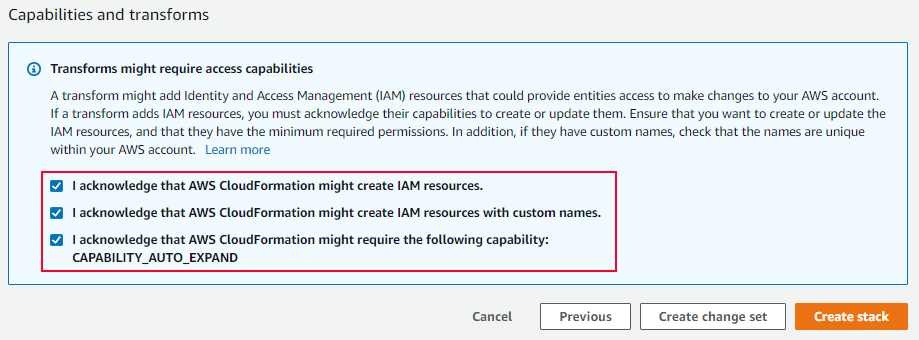 Capabilities and transforms
Transforms might require access capabilities
A transform might add Identity and Access Management (IAM) resources that could provide entities access to make changes to your AWS account.
If a transform adds IAM resources, you must acknowledge their capabilities to create or update them. Ensure that you want to create or update the
IAM resources, and that they have the minimum required permissions. In addition, if they have custom names, check that the names are unique
within your AWS account. Learn more
I acknowledge that AWS CloudFormation might create IAM resources.
I acknowledge that AWS CloudFormation might create IAM resources with custom names.
I acknowledge that AWS CloudFormation might require the following capability:
CAPABILITY_AUTO_EXPAND
Cancel Previous Create change set Create stack